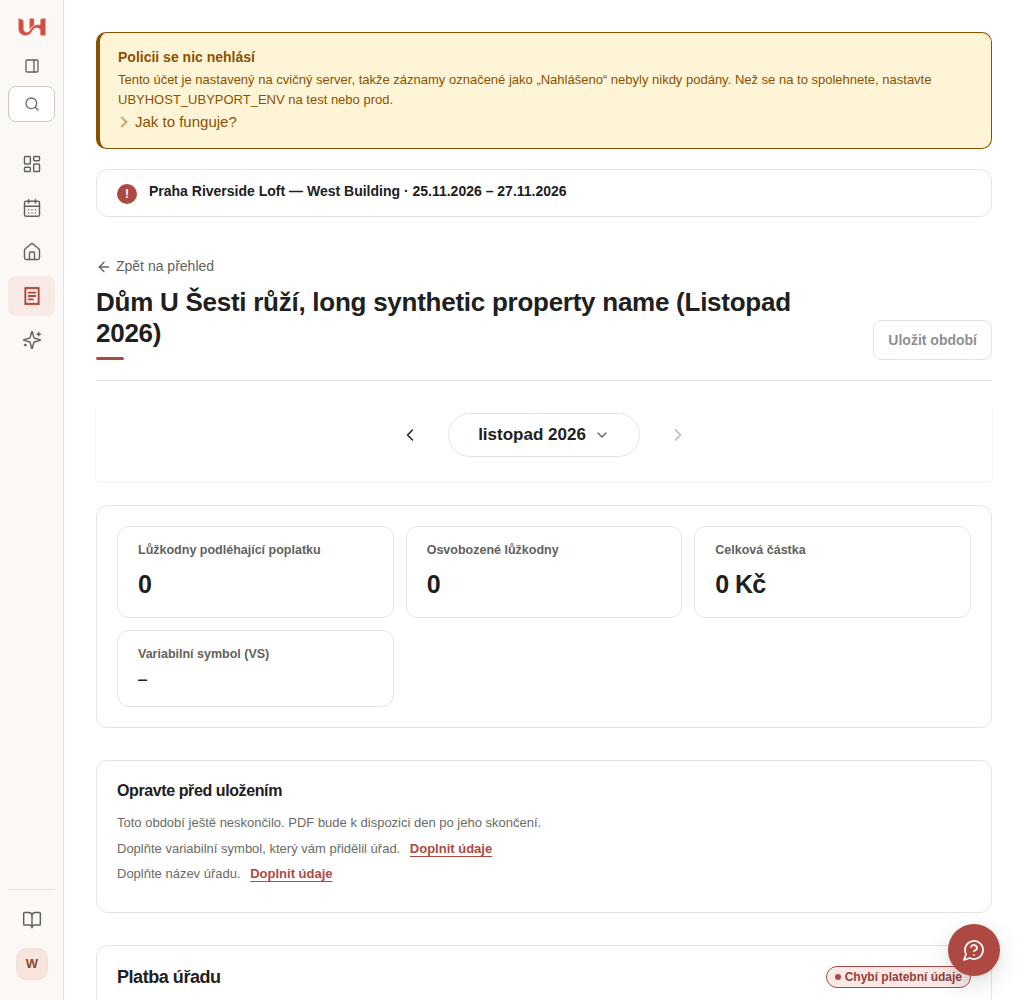 Policii se nic nehlásí
Tento účet je nastavený na cvičný server, takže záznamy označené jako „Nahlášeno“ nebyly nikdy podány. Než se na to spolehnete, nastavte
UBYHOST_UBYPORT_ENV na test nebo prod.
Jak to funguje?
! Praha Riverside Loft — West Building · 25.11.2026 – 27.11.2026
Zpět na přehled
Dům U Šesti růží, long synthetic property name (Listopad
2026)
Uložit období
listopad 2026
Lůžkodny podléhající poplatku
0
Osvobozené lůžkodny
0
Celková částka
0 Kč
Variabilní symbol (VS)
–
Opravte před uložením
Toto období ještě neskončilo. PDF bude k dispozici den po jeho skončení.
Doplňte variabilní symbol, který vám přidělil úřad. Doplnit údaje
Doplňte název úřadu. Doplnit údaje
W
Platba úřadu
Chybí platební údaje